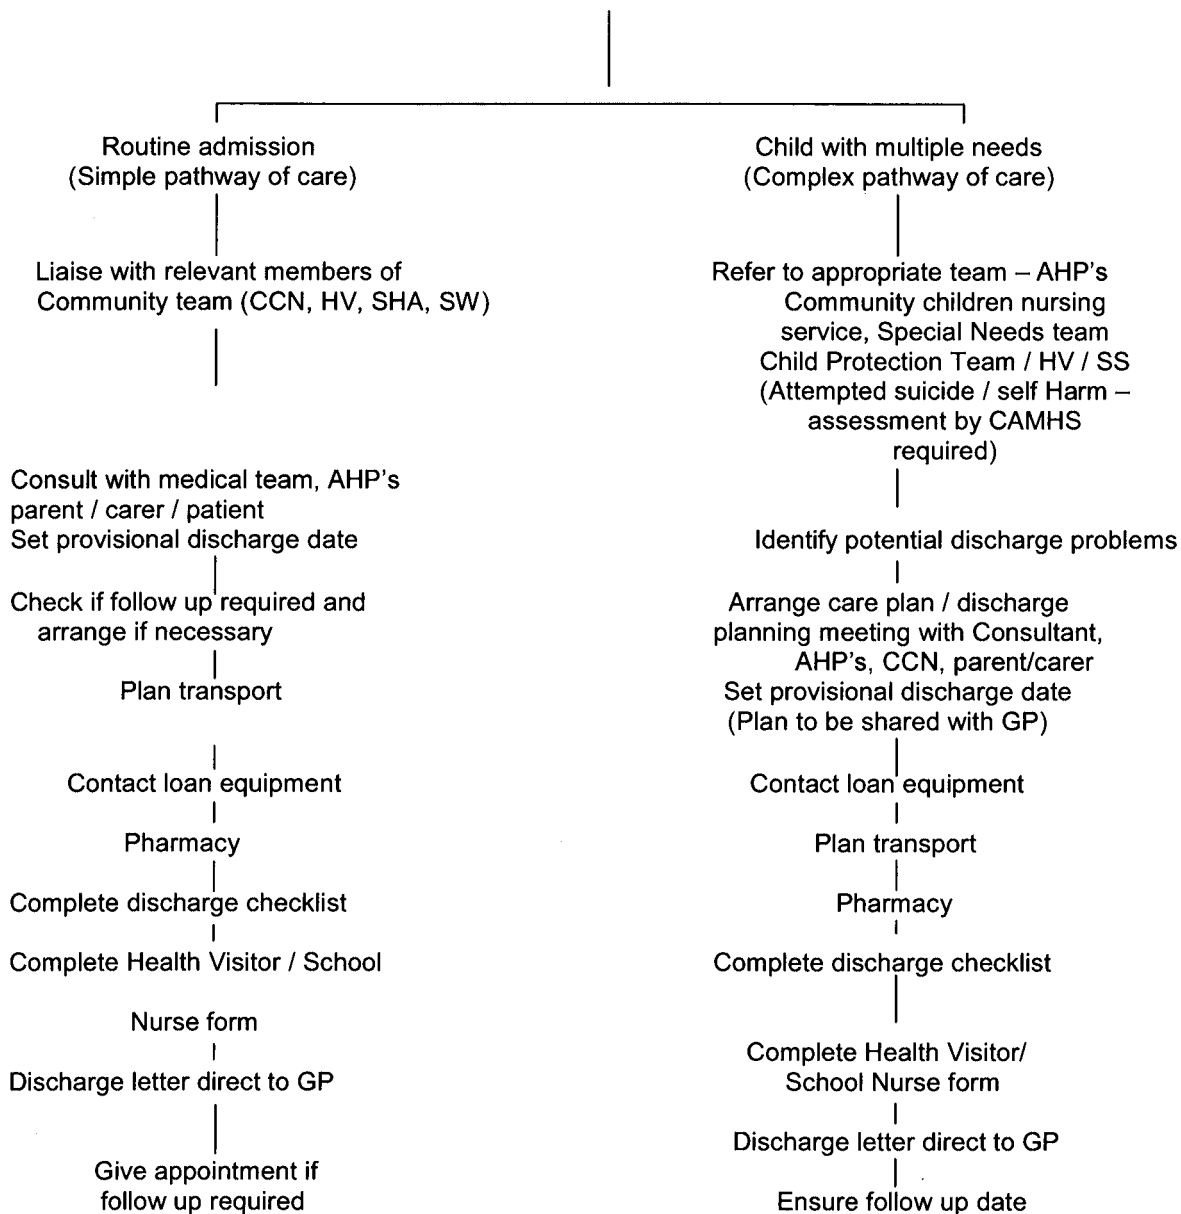 Routine admission
(Simple pathway of care)
Liaise with relevant members of
Community team (CCN, HV, SHA, SW)
Consult with medical team, AHP's
parent / carer / patient
Set provisional discharge date
Check if follow up required and
arrange if necessary
Plan transport
Contact loan equipment
Pharmacy
Complete discharge checklist
Complete Health Visitor / School
Nurse form
Discharge letter direct to GP
Give appointment if
follow up required
Child with multiple needs
(Complex pathway of care)
Refer to appropriate team – AHP's
Community children nursing
service, Special Needs team
Child Protection Team / HV / SS
(Attempted suicide / self Harm –
assessment by CAMHS
required)
Identify potential discharge problems
Arrange care plan / discharge
planning meeting with Consultant,
AHP's, CCN, parent/carer
Set provisional discharge date
(Plan to be shared with GP)
Contact loan equipment
Plan transport
Pharmacy
Complete discharge checklist
Complete Health Visitor/
School Nurse form
Discharge letter direct to GP
Ensure follow up date